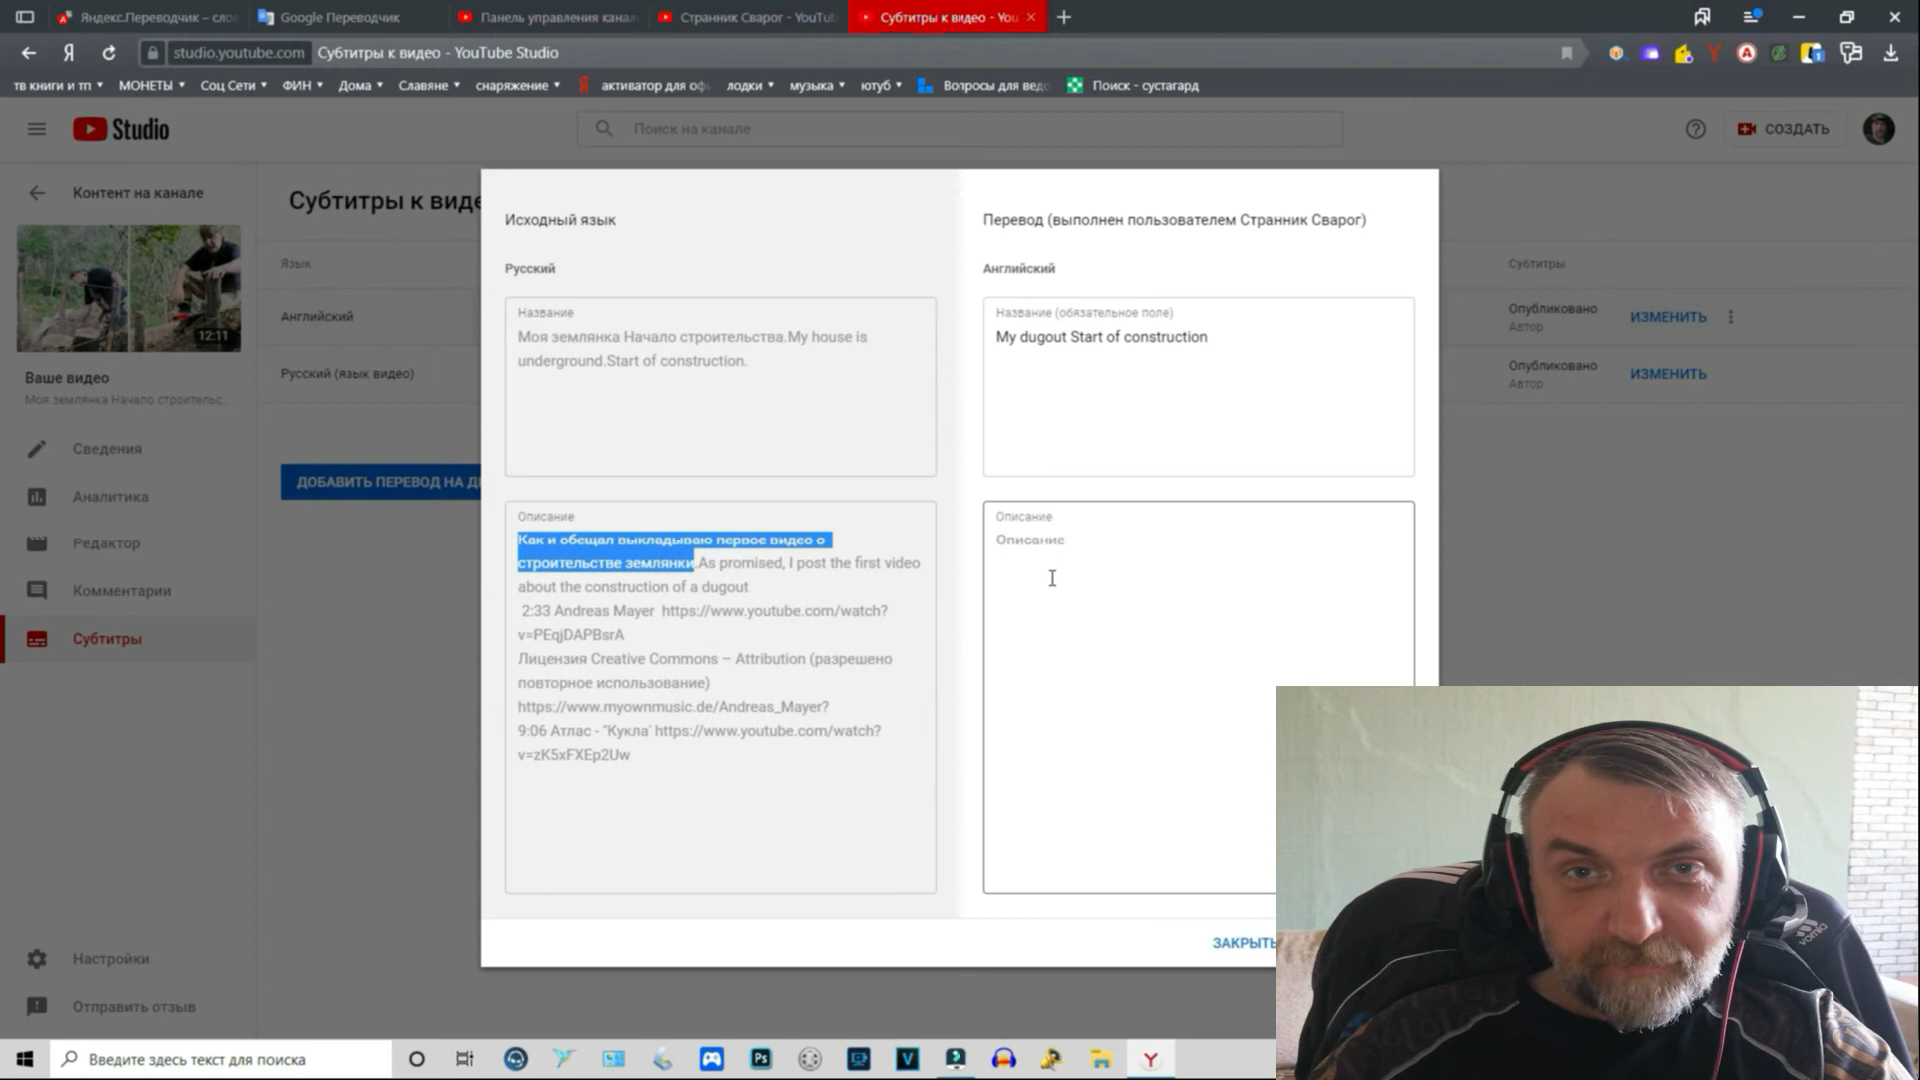 Яндекс.Переводчик – сло
Google Переводчик
Панель управления канал
Странник Сварог - YouTub
Субтитры к видео - You
studio.youtube.com
Субтитры к видео - YouTube Studio
тв книги и тп
МОНЕТЫ
Соц Сети
ФИН
Дома
Славяне
снаряжение
активатор для оф
лодки
музыка
ютуб
Вопросы для вед
Поиск - сустагард
Studio
Поиск на канале
СОЗДАТЬ
Контент на канале
12:11
Ваше видео
Моя землянка Начало строительс...
Сведения
Аналитика
Редактор
Комментарии
Субтитры
Настройки
Отправить отзыв
Субтитры к виде
Язык
Английский
Русский (язык видео)
ДОБАВИТЬ ПЕРЕВОД НА Д
Исходный язык
Русский
Название
Моя землянка Начало строительства.My house is
underground.Start of construction.
Описание
Как и обещал выкладываю первое видео о
строительстве землянки.As promised, I post the first video
about the construction of a dugout
2:33 Andreas Mayer https://www.youtube.com/watch?
v=PEqjDAPBsrA
Лицензия Creative Commons – Attribution (разрешено
повторное использование)
https://www.myownmusic.de/Andreas_Mayer?
9:06 Атлас - "Кукла' https://www.youtube.com/watch?
v=zK5xFXEp2Uw
Перевод (выполнен пользователем Странник Сварог)
Английский
Название (обязательное поле)
My dugout Start of construction
Описание
Описание
ЗАКРЫТЬ
Субтитры
Опубликовано
Автор
ИЗМЕНИТЬ
Опубликовано
Автор
ИЗМЕНИТЬ
Введите здесь текст для поиска
Ps